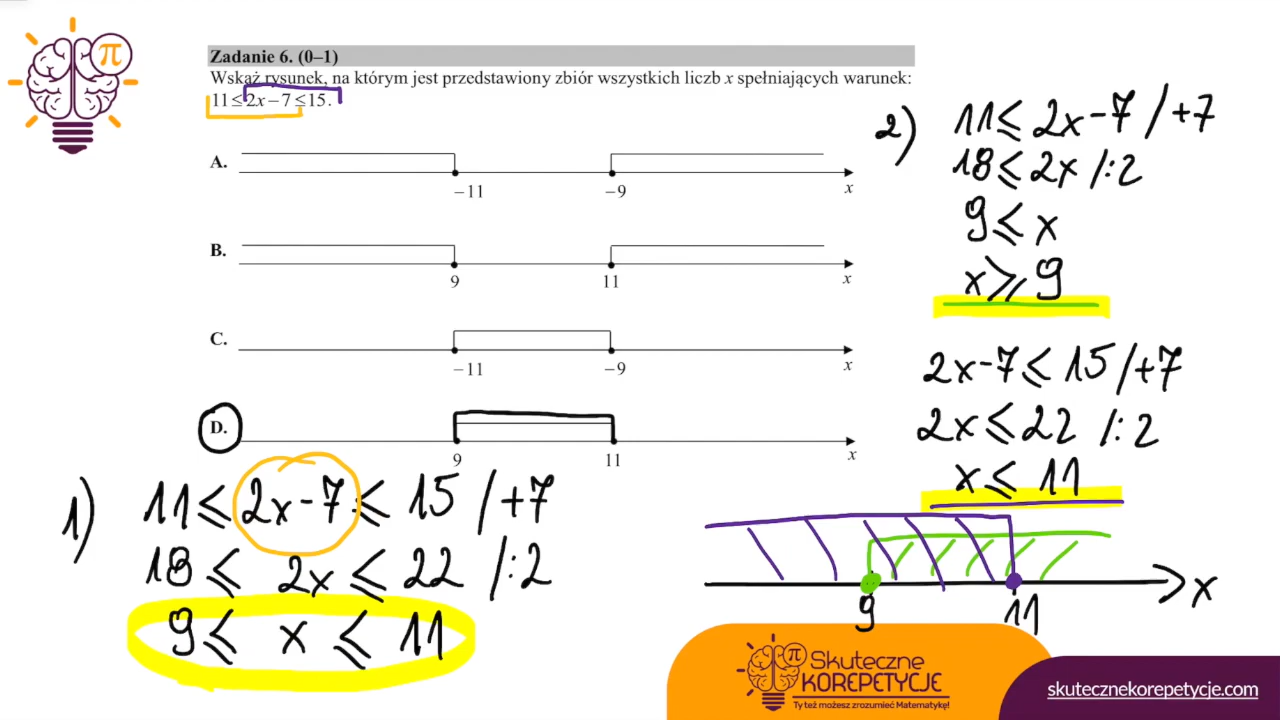 π
Zadanie 6. (0–1)
Wskaż rysunek, na którym jest przedstawiony zbiór wszystkich liczb x spełniających warunek:
11 ≤ 2x − 7 ≤ 15.
A.
−11 −9 x
B.
9 11 x
C.
−11 −9 x
D.
9 11 x
1) 11 ≤ 2x − 7 ≤ 15 /+7
18 ≤ 2x ≤ 22 /:2
9 ≤ x ≤ 11
2) 11 ≤ 2x − 7 /+7
18 ≤ 2x /:2
9 ≤ x
x ≥ 9
2x − 7 ≤ 15 /+7
2x ≤ 22 /:2
x ≤ 11
9 11 x
π
Skuteczne
KOREPETYCJE
Ty też możesz zrozumieć Matematykę!
skutecznekorepetycje.com